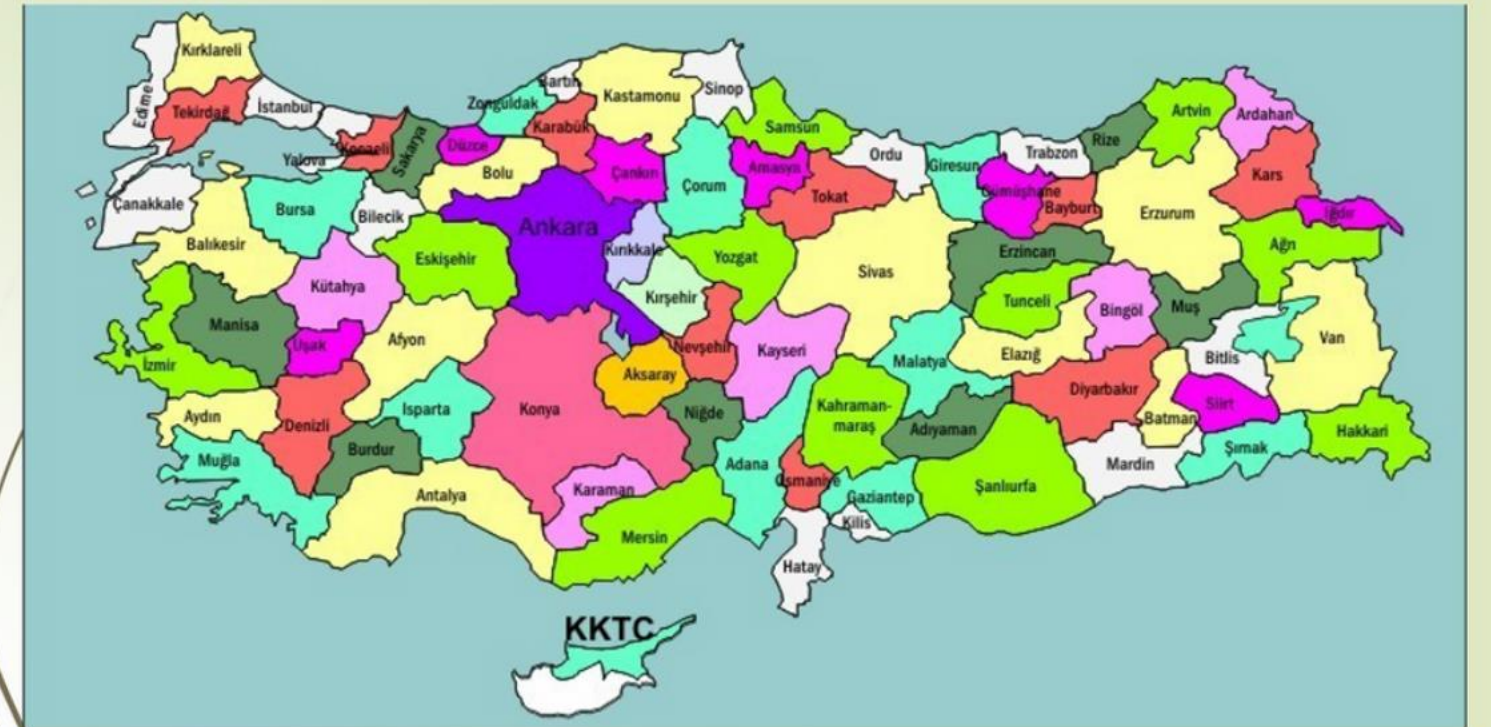 Kırklareli
Edirne
Tekirdağ
İstanbul
Kocaeli
Yalova
Sakarya
Düzce
Zonguldak
Bartın
Karabük
Kastamonu
Sinop
Bolu
Çankırı
Çorum
Samsun
Amasya
Tokat
Ordu
Giresun
Gümüşhane
Trabzon
Bayburt
Rize
Artvin
Ardahan
Kars
Iğdır
Ağrı
Erzurum
Erzincan
Çanakkale
Balıkesir
Bursa
Bilecik
Eskişehir
Ankara
Kırıkkale
Kırşehir
Yozgat
Sivas
Tunceli
Bingöl
Muş
Kütahya
Manisa
Uşak
İzmir
Afyon
Konya
Aksaray
Nevşehir
Kayseri
Malatya
Elazığ
Diyarbakır
Batman
Bitlis
Siirt
Van
Hakkari
Şırnak
Mardin
Aydın
Denizli
Isparta
Burdur
Muğla
Antalya
Karaman
Mersin
Niğde
Adana
Kahraman-
maraş
Adıyaman
Osmaniye
Gaziantep
Kilis
Hatay
Şanlıurfa
KKTC